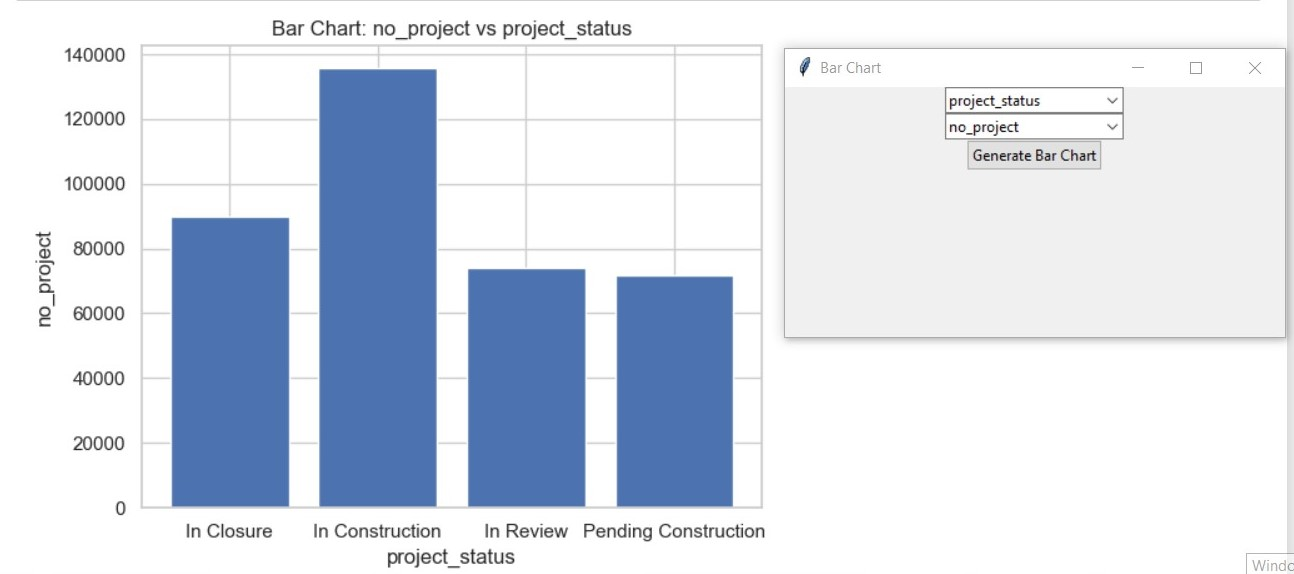 Bar Chart: no_project vs project_status
140000
120000
100000
80000
60000
40000
20000
0
no_project
In Closure
In Construction
In Review
Pending Construction
project_status
Bar Chart
project_status
no_project
Generate Bar Chart